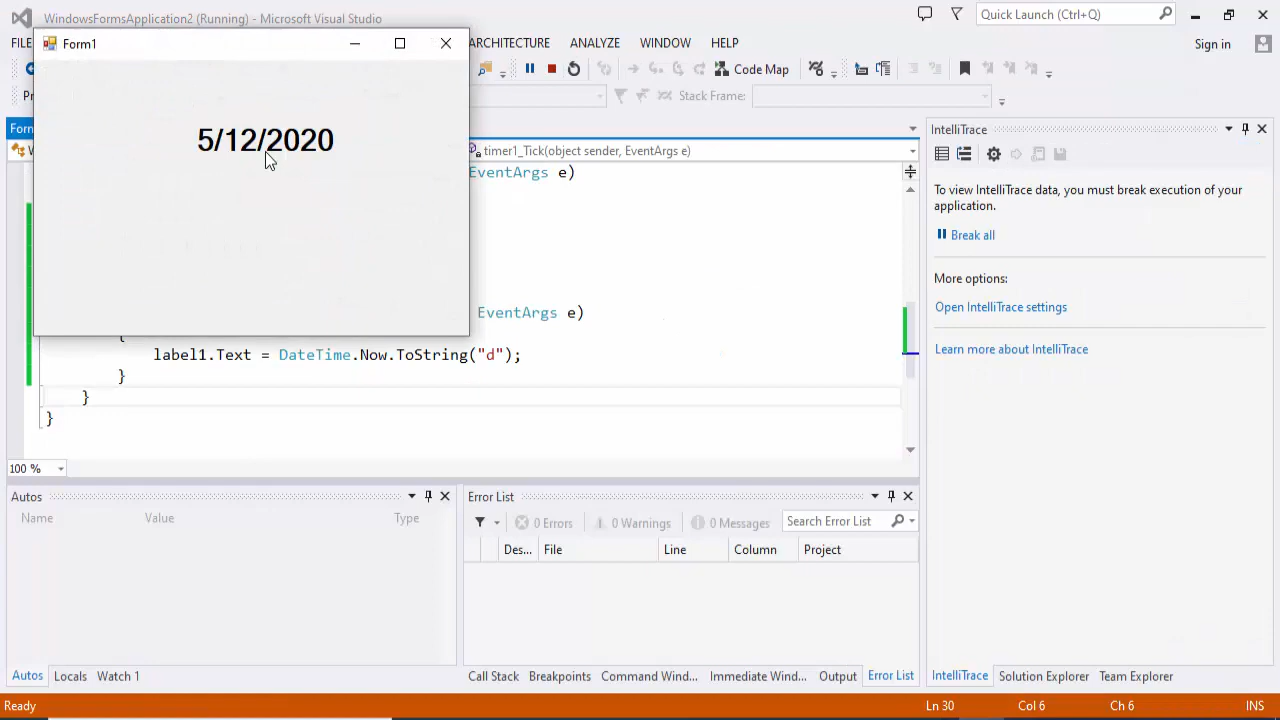 WindowsFormsApplication2 (Running) - Microsoft Visual Studio
Quick Launch (Ctrl+Q)
FILE
ARCHITECTURE
ANALYZE
WINDOW
HELP
Sign in
Form1
Code Map
Stack Frame:
5/12/2020
timer1_Tick(object sender, EventArgs e)
EventArgs e)
EventArgs e)
{
label1.Text = DateTime.Now.ToString("d");
}
}
}
100 %
IntelliTrace
To view IntelliTrace data, you must break execution of your
application.
Break all
More options:
Open IntelliTrace settings
Learn more about IntelliTrace
Autos
Name Value Type
Error List
0 Errors 0 Warnings 0 Messages Search Error List
Des... File Line Column Project
Autos Locals Watch 1
Call Stack Breakpoints Command Wind... Immediate Wind... Output Error List
IntelliTrace Solution Explorer Team Explorer
Ready Ln 30 Col 6 Ch 6 INS